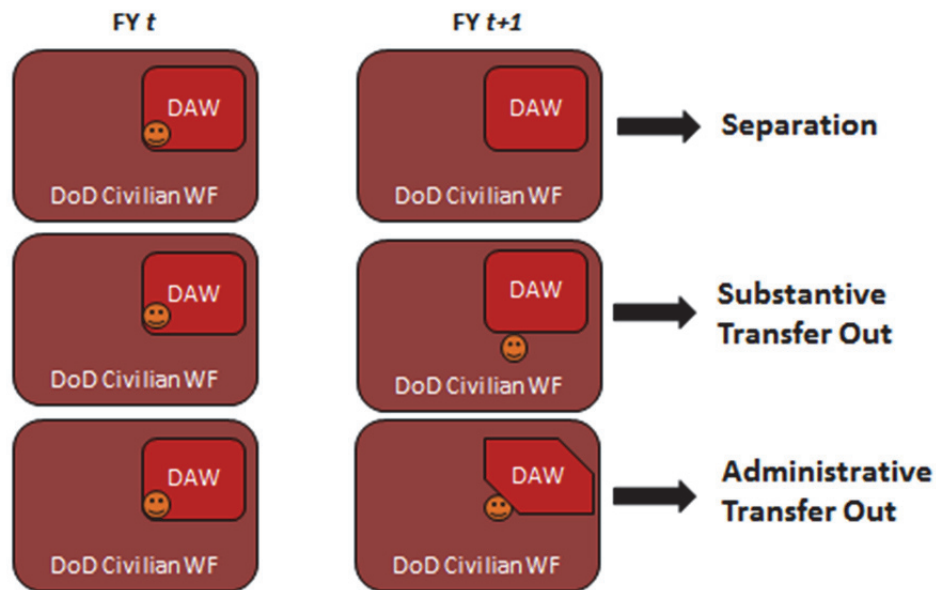 FY t
FY t+1
DAW
DoD Civilian WF
DAW
DoD Civilian WF
Separation
DAW
DoD Civilian WF
DAW
DoD Civilian WF
Substantive
Transfer Out
DAW
DoD Civilian WF
DAW
DoD Civilian WF
Administrative
Transfer Out